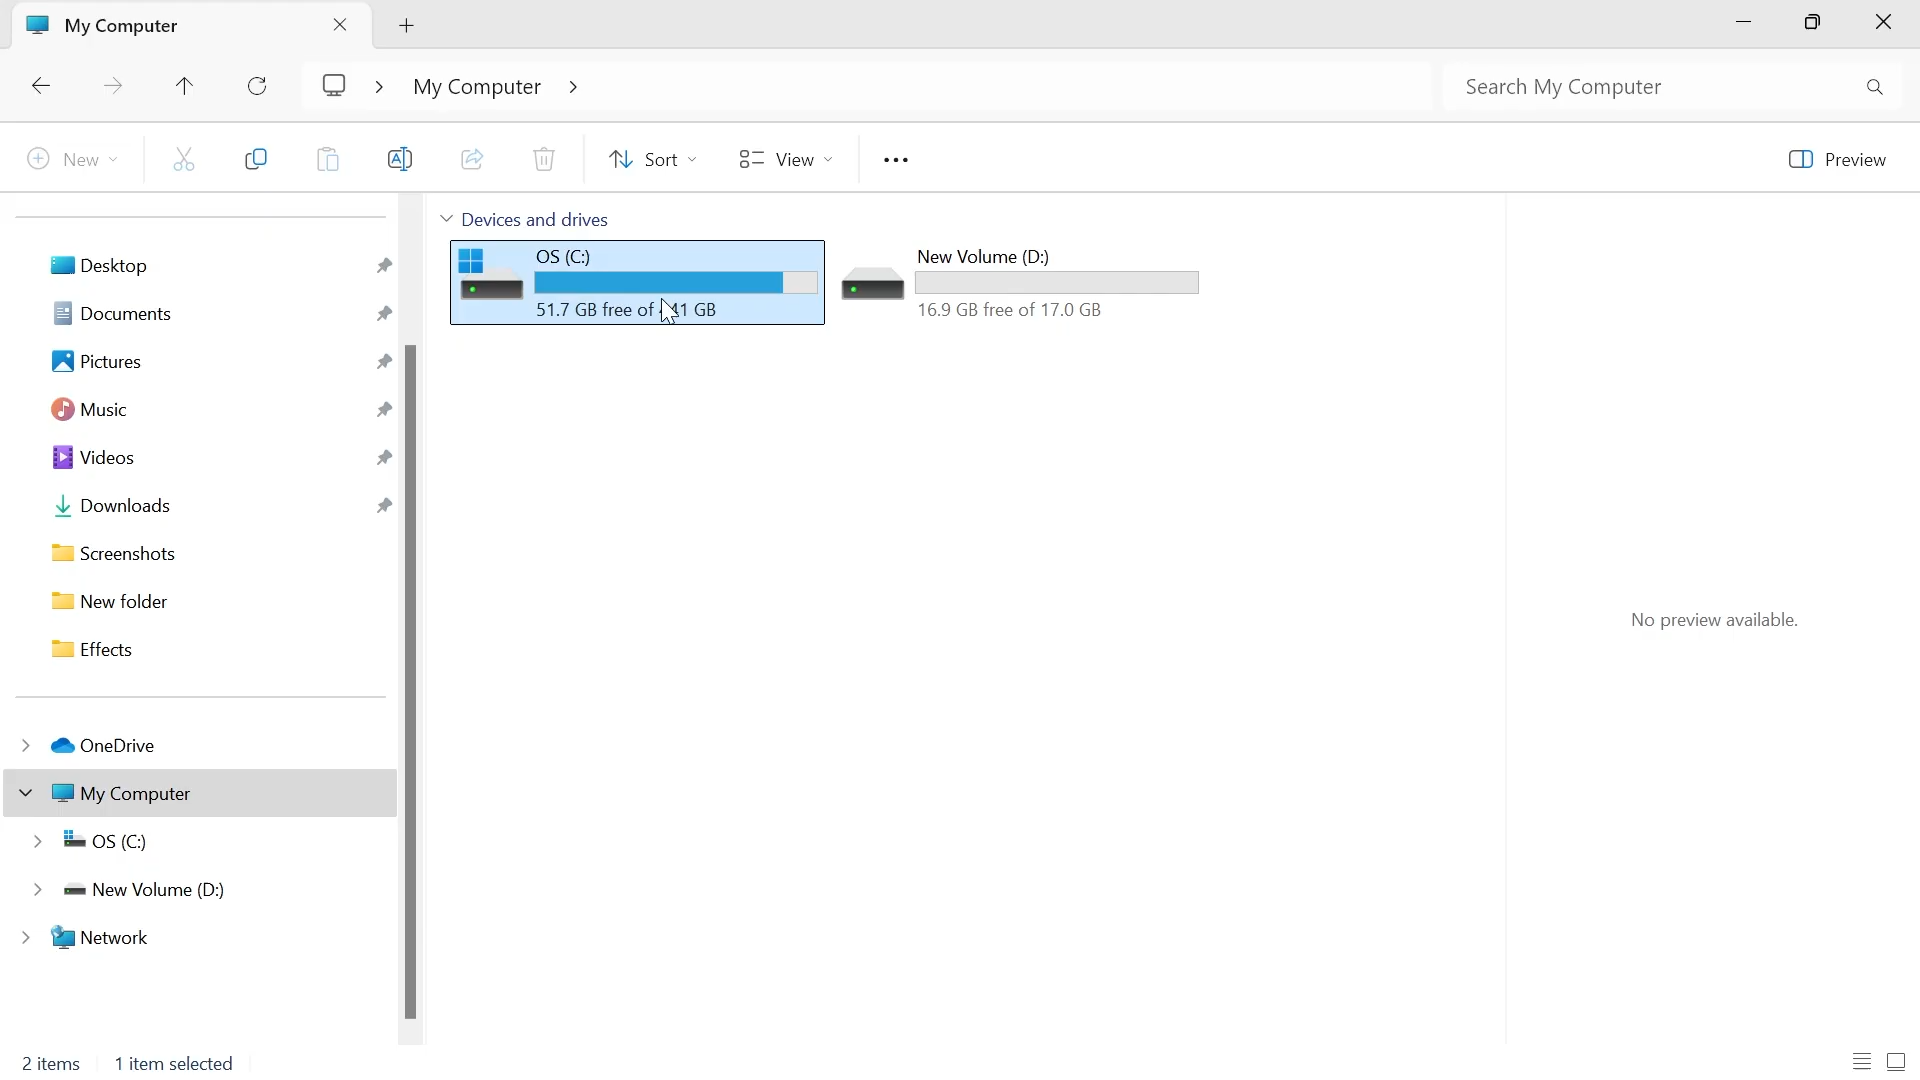 My Computer
My Computer
Search My Computer
New
Sort
View
Preview
Devices and drives
Desktop
Documents
Pictures
Music
Videos
Downloads
Screenshots
New folder
Effects
OneDrive
My Computer
OS (C:)
New Volume (D:)
Network
OS (C:)
51.7 GB free of GB
New Volume (D:)
16.9 GB free of 17.0 GB
No preview available.
2 items
1 item selected